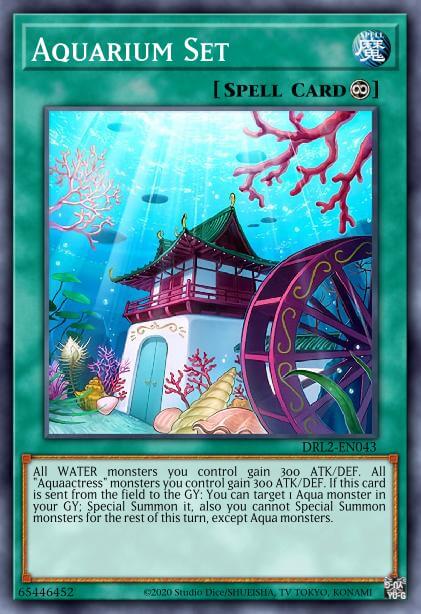 Aquarium Set
SPELL
魔
[Spell Card]
DRL2-EN043
All WATER monsters you control gain 300 ATK/DEF. All
"Aquaactress" monsters you control gain 300 ATK/DEF. If this card
is sent from the field to the GY: You can target 1 Aqua monster in
your GY; Special Summon it, also you cannot Special Summon
monsters for the rest of this turn, except Aqua monsters.
65446452
©2020 Studio Dice/SHUEISHA, TV TOKYO, KONAMI